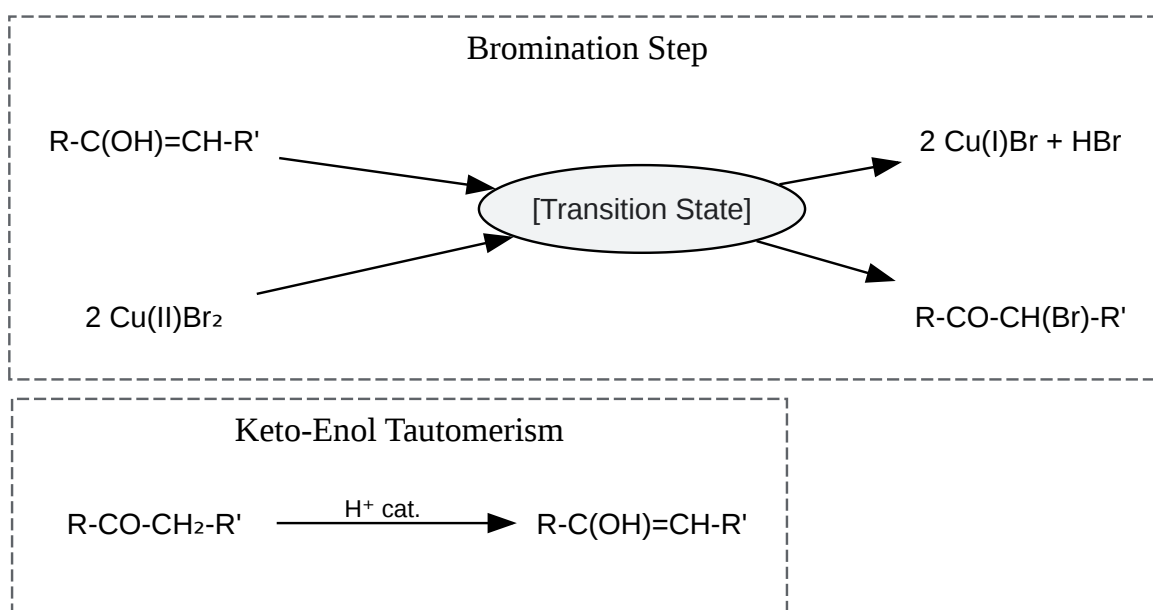 Bromination Step
R-C(OH)=CH-R'
2 Cu(I)Br + HBr
[Transition State]
2 Cu(II)Br₂
R-CO-CH(Br)-R'
Keto-Enol Tautomerism
R-CO-CH₂-R'
H⁺ cat.
R-C(OH)=CH-R'